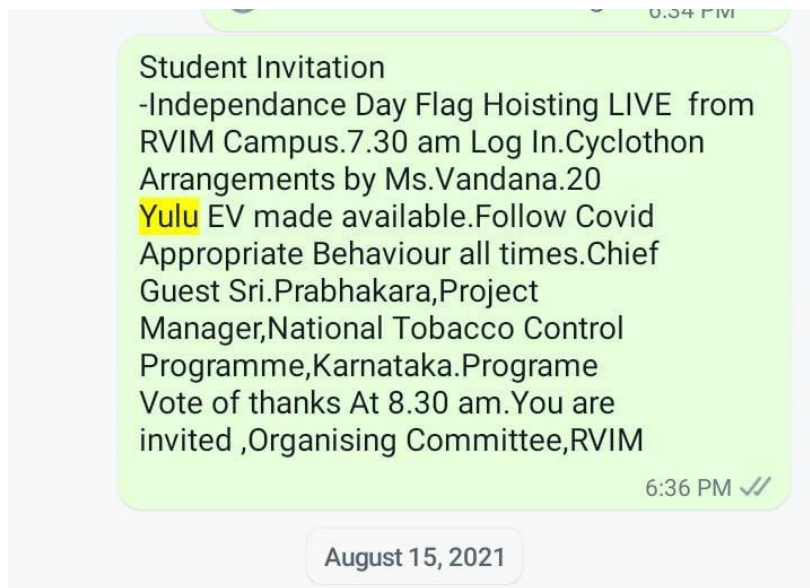 6:34 PM
Student Invitation
-Independance Day Flag Hoisting LIVE  from
RVIM Campus.7.30 am Log In.Cyclothon
Arrangements by Ms.Vandana.20
Yulu EV made available.Follow Covid
Appropriate Behaviour all times.Chief
Guest Sri.Prabhakara,Project
Manager,National Tobacco Control
Programme,Karnataka.Programe
Vote of thanks At 8.30 am.You are
invited ,Organising Committee,RVIM
6:36 PM
August 15, 2021